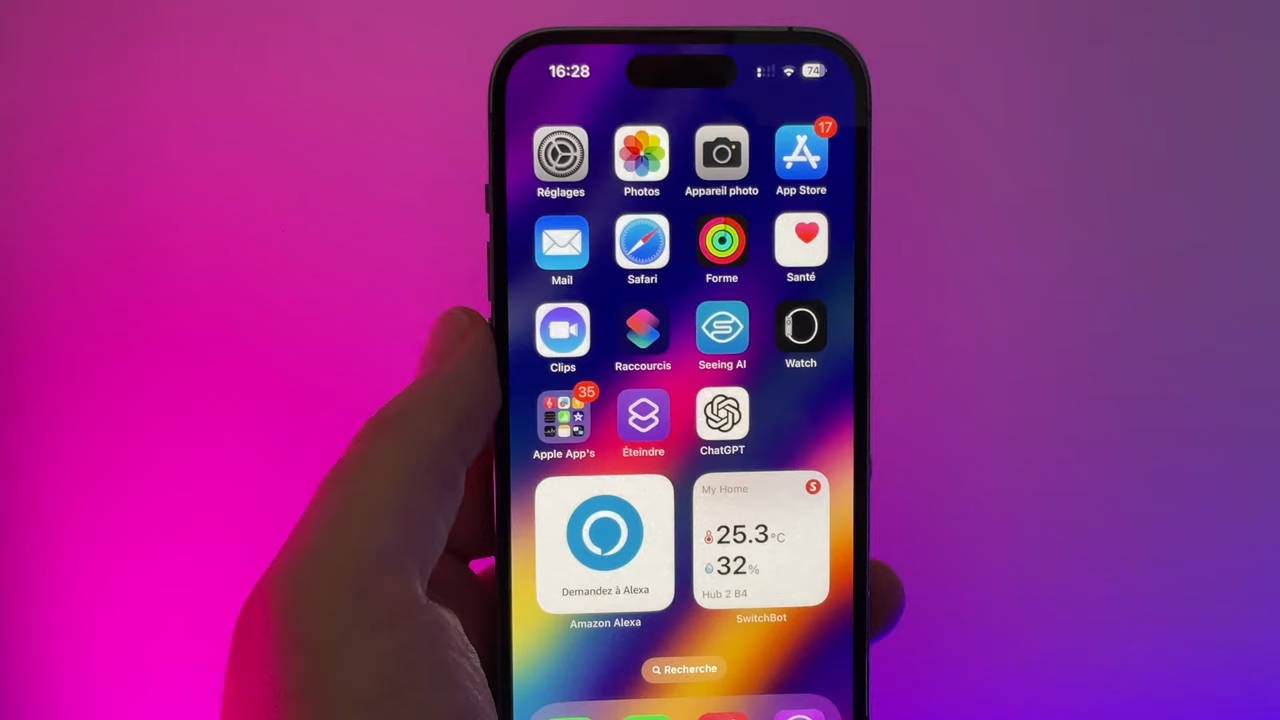 16:28 74
17
Réglages Photos Appareil photo App Store
Mail Safari Forme Santé
Clips Raccourcis Seeing AI Watch
35
Apple App's Éteindre ChatGPT
My Home S
25.3°C
32%
Demandez à Alexa Hub 2 B4
Amazon Alexa SwitchBot
Recherche